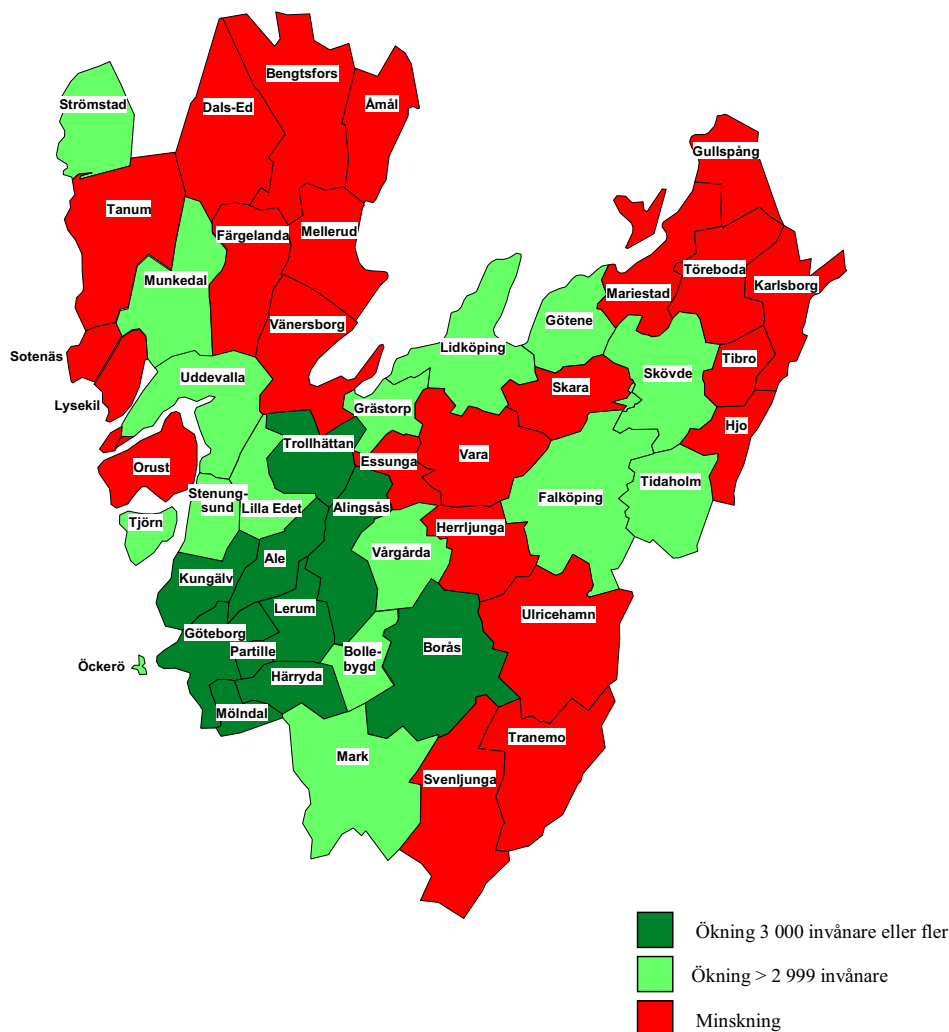 Bengtsfors
Strömstad
Dals-Ed
Åmål
Gullspång
Tanum
Mellerud
Färgelanda
Munkedal
Töreboda
Karlsborg
Mariestad
Götene
Vänersborg
Lidköping
Sotenäs
Tibro
Skövde
Uddevalla
Skara
Lysekil
Grästorp
Hjo
Trollhättan
Vara
Essunga
Orust
Tidaholm
Stenung-
sund
Falköping
Lilla Edet
Alingsås
Tjörn
Herrljunga
Vårgårda
Ale
Kungälv
Lerum
Ulricehamn
Göteborg
Partille
Bolle-
bygd
Borås
Öckerö
Härryda
Mölndal
Tranemo
Mark
Svenljunga
Ökning 3 000 invånare eller fler
Ökning > 2 999 invånare
Minskning